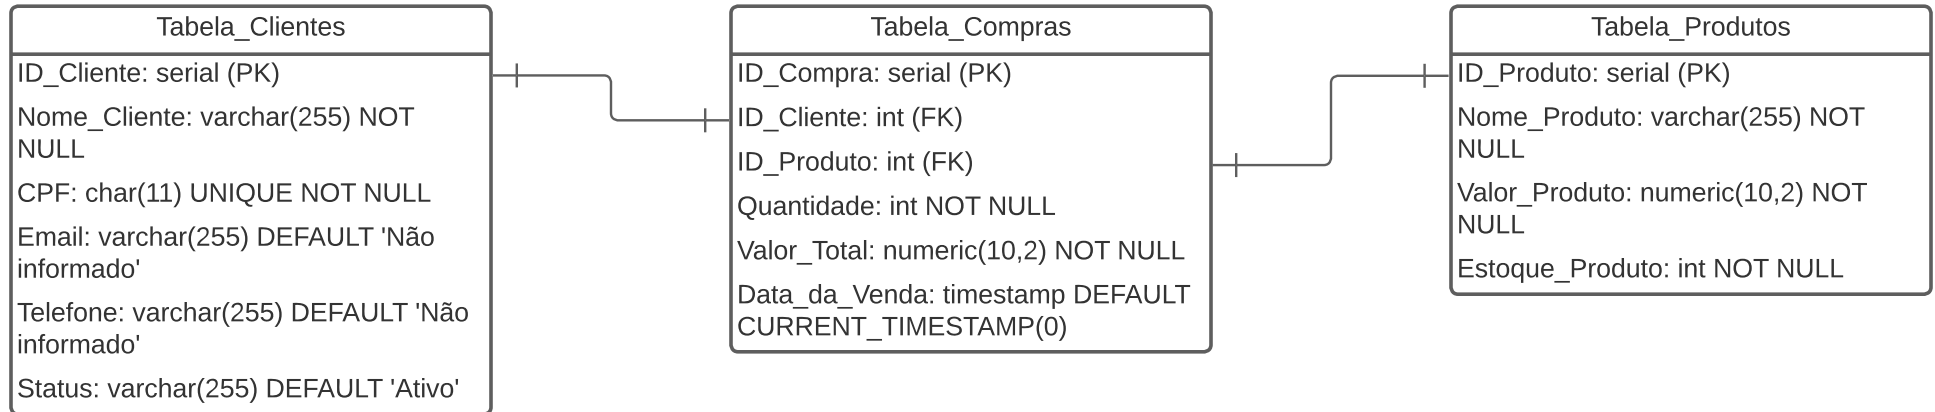 Tabela_Clientes
ID_Cliente: serial (PK)
Nome_Cliente: varchar(255) NOT
NULL
CPF: char(11) UNIQUE NOT NULL
Email: varchar(255) DEFAULT 'Não
informado'
Telefone: varchar(255) DEFAULT 'Não
informado'
Status: varchar(255) DEFAULT 'Ativo'
Tabela_Compras
ID_Compra: serial (PK)
ID_Cliente: int (FK)
ID_Produto: int (FK)
Quantidade: int NOT NULL
Valor_Total: numeric(10,2) NOT NULL
Data_da_Venda: timestamp DEFAULT
CURRENT_TIMESTAMP(0)
Tabela_Produtos
ID_Produto: serial (PK)
Nome_Produto: varchar(255) NOT
NULL
Valor_Produto: numeric(10,2) NOT
NULL
Estoque_Produto: int NOT NULL